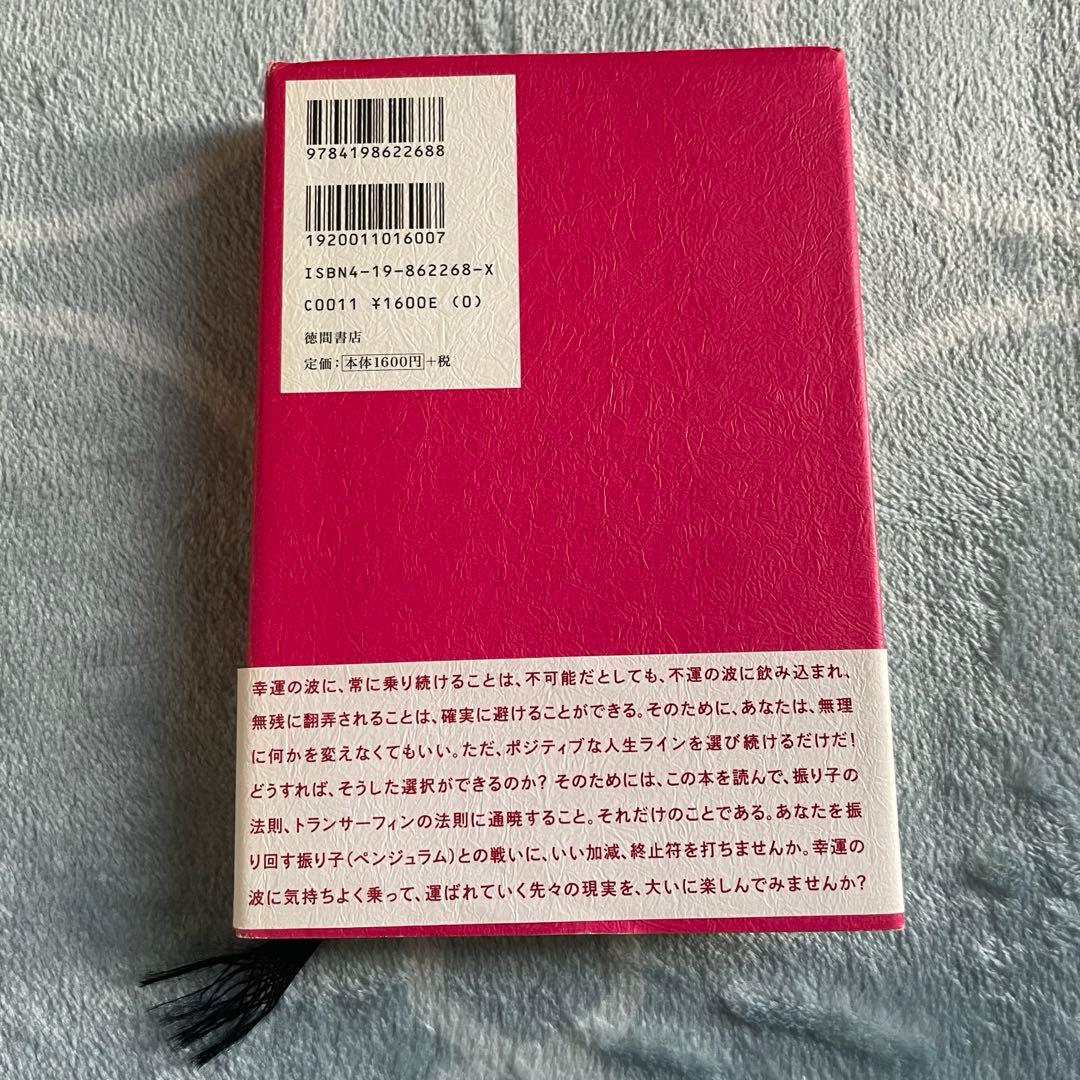 9784198622688
1920011016007
ISBN4-19-862268-X
C0011 ¥1600E (0)
徳間書店
定価：本体1600円+税
幸運の波に、常に乗り続けることは、不可能だとしても、不運の波に飲み込まれ、
無残に翻弄されることは、確実に避けることができる。そのために、あなたは、無理
に何かを変えなくてもいい。ただ、ポジティブな人生ラインを選び続けるだけだ！
どうすれば、そうした選択ができるのか？ そのためには、この本を読んで、振り子の
法則、トランサーフィンの法則に通暁すること。それだけのことである。あなたを振
り回す振り子（ペンジュラム）との戦いに、いい加減、終止符を打ちませんか。幸運の
波に気持ちよく乗って、運ばれていく先々の現実を、大いに楽しんでみませんか？